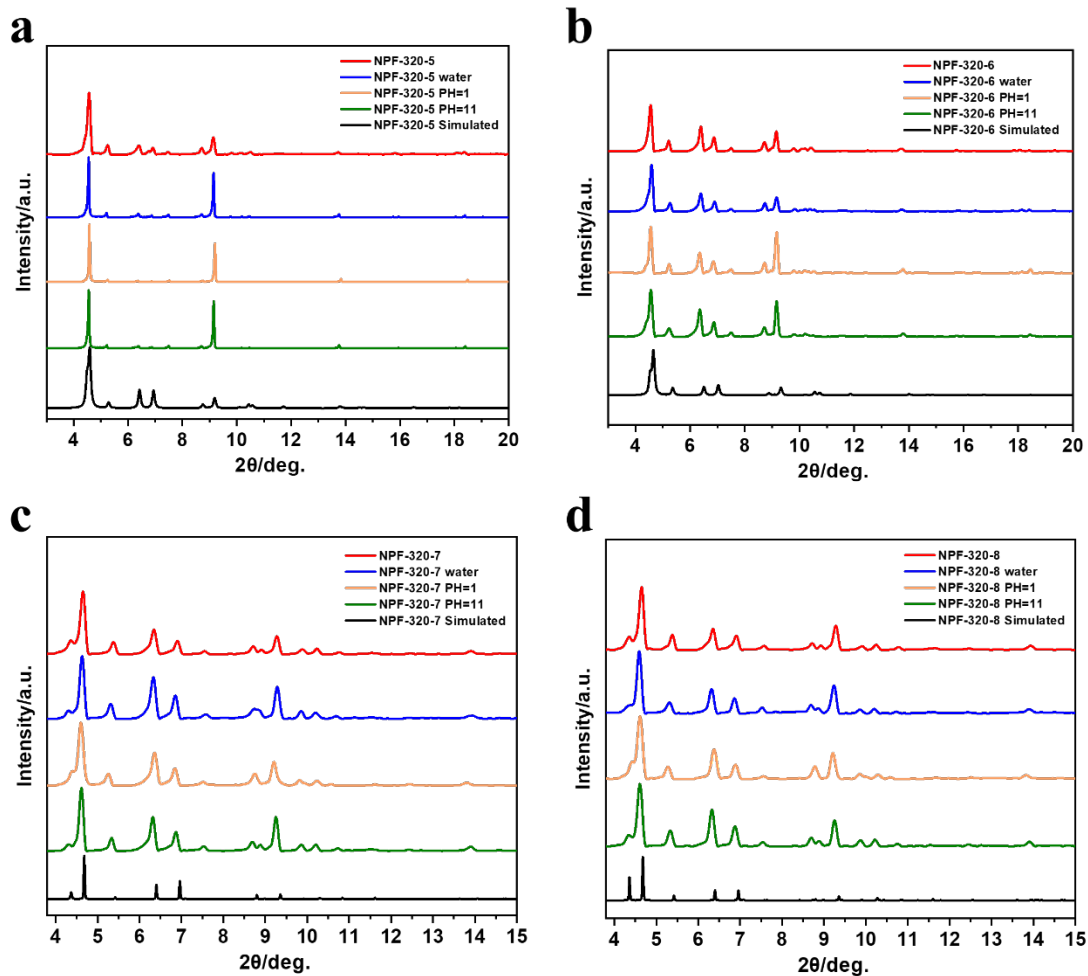 a
NPF-320-5
NPF-320-5 water
NPF-320-5 PH=1
NPF-320-5 PH=11
NPF-320-5 Simulated
Intensity/a.u.
4 6 8 10 12 14 16 18 20
2θ/deg.
b
NPF-320-6
NPF-320-6 water
NPF-320-6 PH=1
NPF-320-6 PH=11
NPF-320-6 Simulated
Intensity/a.u.
4 6 8 10 12 14 16 18 20
2θ/deg.
c
NPF-320-7
NPF-320-7 water
NPF-320-7 PH=1
NPF-320-7 PH=11
NPF-320-7 Simulated
Intensity/a.u.
4 5 6 7 8 9 10 11 12 13 14 15
2θ/deg.
d
NPF-320-8
NPF-320-8 water
NPF-320-8 PH=1
NPF-320-8 PH=11
NPF-320-8 Simulated
Intensity/a.u.
4 5 6 7 8 9 10 11 12 13 14 15
2θ/deg.